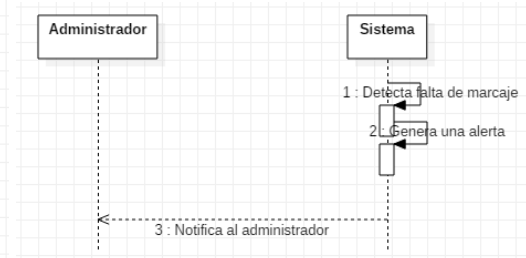 Administrador
Sistema
1 : Detecta falta de marcaje
2 : Genera una alerta
3 : Notifica al administrador